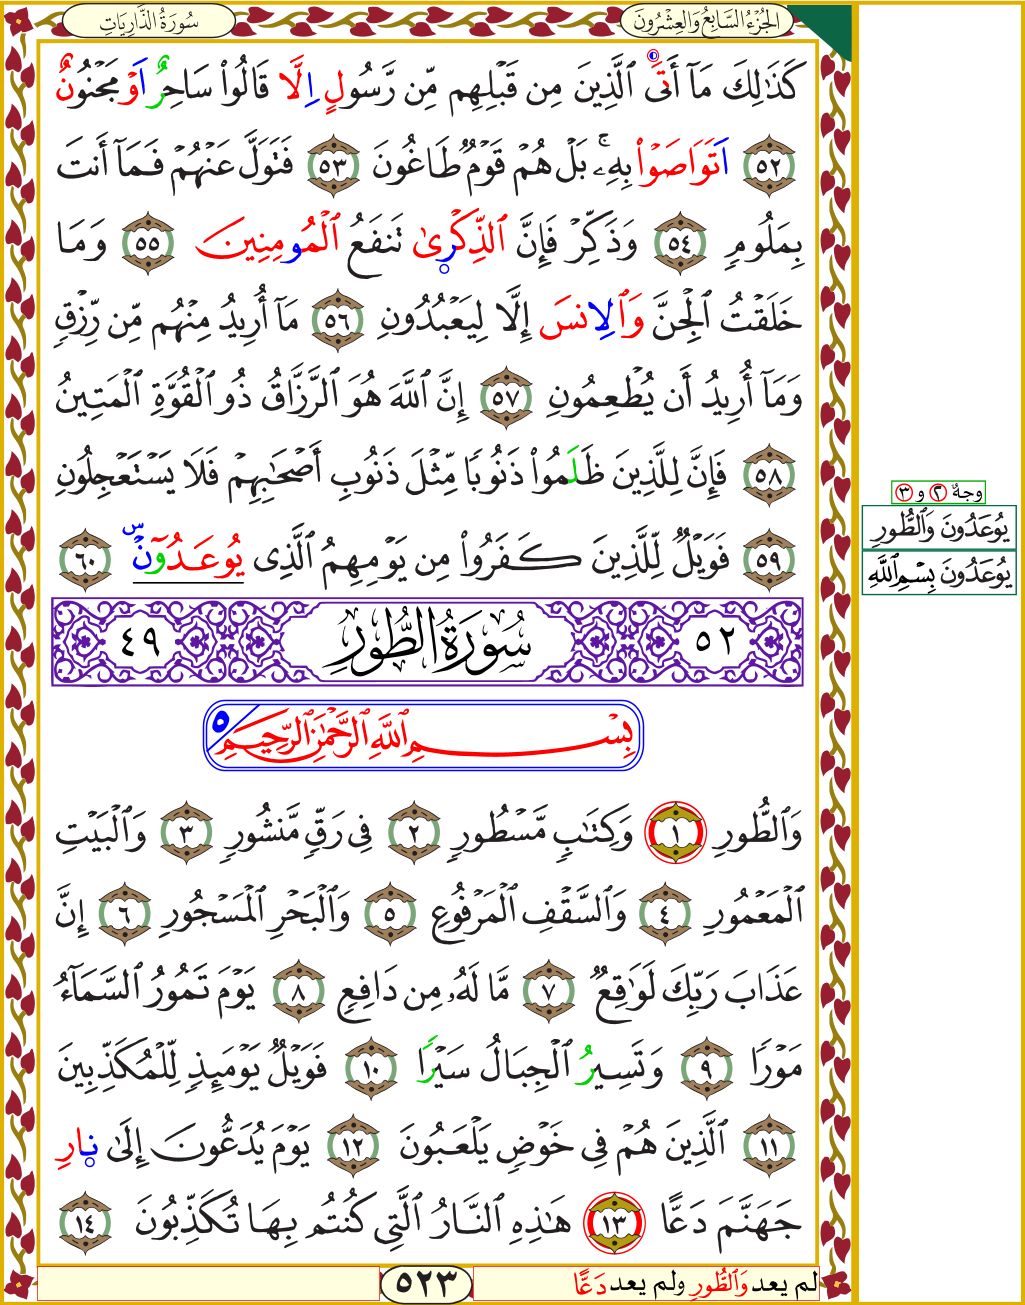 الجُزْءُ السَّابِعُ وَالعِشْرُونَ
سُورَةُ الذَّارِيَاتِ
كَذَٰلِكَ مَآ أَتَى ٱلَّذِينَ مِن قَبْلِهِم مِّن رَّسُولٍ اِلَّا قَالُواْ سَاحِرٌ اَوْ مَجْنُونٌ
٥٢ اَتَوَاصَوْاْ بِهِۦۚ بَلْ هُمْ قَوْمٌ طَاغُونَ ٥٣ فَتَوَلَّ عَنْهُمْ فَمَآ أَنتَ
بِمَلُومٍ ٥٤ وَذَكِّرْ فَإِنَّ ٱلذِّكْرٜىٰ تَنفَعُ ٱلْمُومِنِينَ ٥٥ وَمَا
خَلَقْتُ ٱلْجِنَّ وَٱلِانسَ إِلَّا لِيَعْبُدُونِ ٥٦ مَآ أُرِيدُ مِنْهُم مِّن رِّزْقٍ
وَمَآ أُرِيدُ أَن يُطْعِمُونِ ٥٧ إِنَّ ٱللَّهَ هُوَ ٱلرَّزَّاقُ ذُو ٱلْقُوَّةِ ٱلْمَتِينُ
٥٨ فَإِنَّ لِلَّذِينَ ظَلَمُواْ ذَنُوبًا مِّثْلَ ذَنُوبِ أَصْحَٰبِهِمْ فَلَا يَسْتَعْجِلُونِ
٥٩ فَوَيْلٌ لِّلَّذِينَ كَفَرُواْ مِن يَوْمِهِمُ ٱلَّذِى يُوعَدُونَ ۜ ٦٠
٥٢ سُورَةُ الطُّورِ ٤٩
بِسْمِ ٱللَّهِ ٱلرَّحْمَٰنِ ٱلرَّحِيمِ ٥
وَٱلطُّورِ ١ وَكِتَٰبٍ مَّسْطُورٍ ٢ فِى رَقٍّ مَّنشُورٍ ٣ وَٱلْبَيْتِ
ٱلْمَعْمُورِ ٤ وَٱلسَّقْفِ ٱلْمَرْفُوعِ ٥ وَٱلْبَحْرِ ٱلْمَسْجُورِ ٦ إِنَّ
عَذَابَ رَبِّكَ لَوَٰقِعٌ ٧ مَّا لَهُۥ مِن دَافِعٍ ٨ يَوْمَ تَمُورُ ٱلسَّمَآءُ
مَوْرًا ٩ وَتَسِيرُ ٱلْجِبَالُ سَيْرًا ١٠ فَوَيْلٌ يَوْمَئِذٍ لِّلْمُكَذِّبِينَ
١١ ٱلَّذِينَ هُمْ فِى خَوْضٍ يَلْعَبُونَ ١٢ يَوْمَ يُدَعُّونَ إِلَىٰ نٜارِ
جَهَنَّمَ دَعًّا ١٣ هَٰذِهِ ٱلنَّارُ ٱلَّتِى كُنتُم بِهَا تُكَذِّبُونَ ١٤
وجهٌ ٢ و ٣
يُوعَدُونَ وَٱلطُّورِ
يُوعَدُونَ بِسْمِ ٱللَّهِ
لم يعد وَٱلطُّورِ ولم يعد دَعًّا
٥٢٣